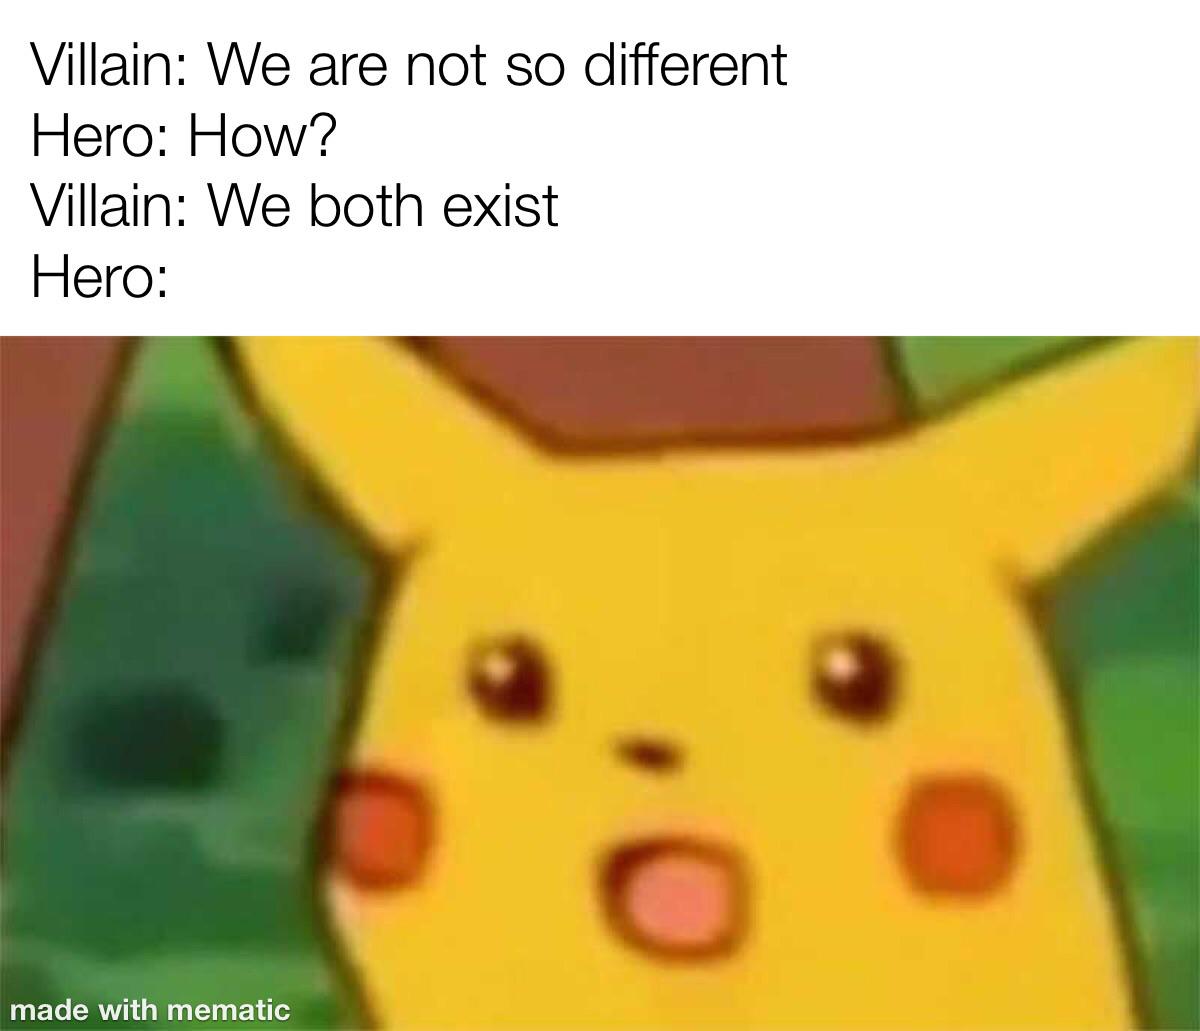 Villain: We are not so different
Hero: How?
Villain: We both exist
Hero:
made with mematic